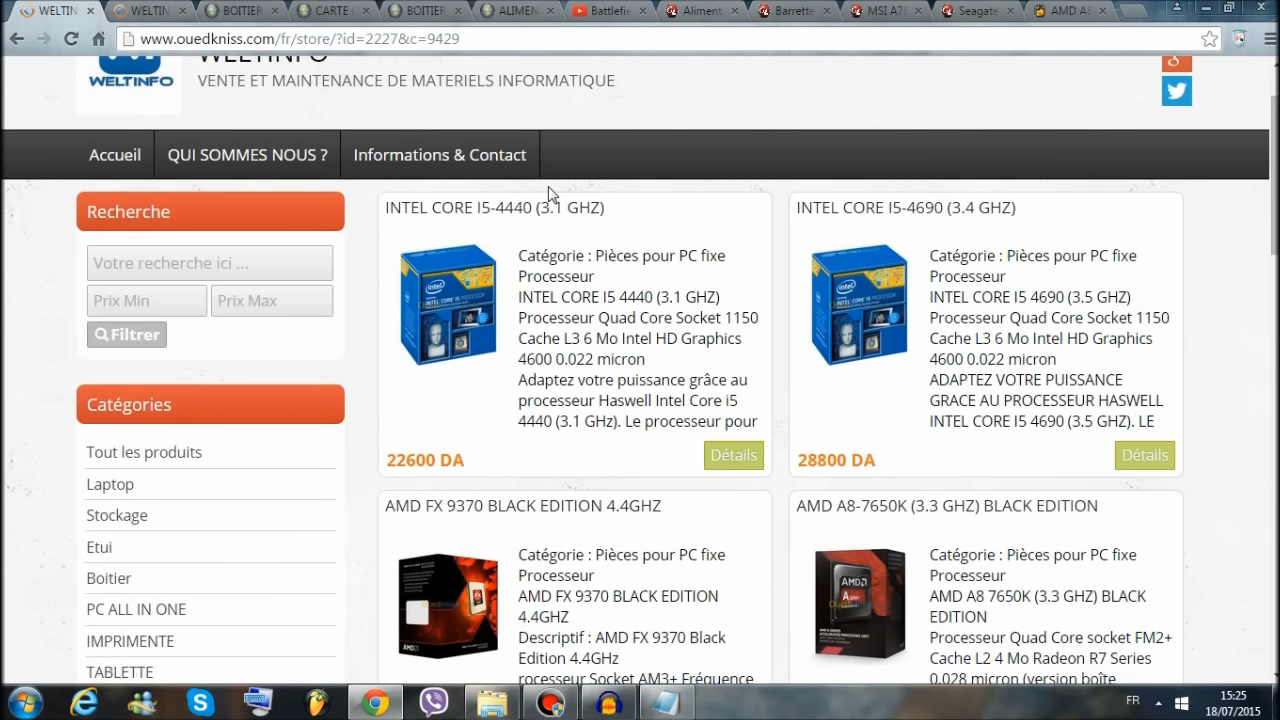 WELTIN
WELTIN
BOITIER
CARTE
BOITIER
ALIMEN
Battlefie
Aliment
Barrette
MSI A7
Seagate
AMD A8
www.ouedkniss.com/fr/store/?id=2227&c=9429
WELTINFO
WELTINFO
VENTE ET MAINTENANCE DE MATERIELS INFORMATIQUE
Accueil
QUI SOMMES NOUS ?
Informations & Contact
Recherche
Votre recherche ici ...
Prix Min
Prix Max
Filtrer
Catégories
Tout les produits
Laptop
Stockage
Etui
Boitier
PC ALL IN ONE
IMPRIMENTE
TABLETTE
INTEL CORE I5-4440 (3.1 GHZ)
Catégorie : Pièces pour PC fixe
Processeur
INTEL CORE I5 4440 (3.1 GHZ)
Processeur Quad Core Socket 1150
Cache L3 6 Mo Intel HD Graphics
4600 0.022 micron
Adaptez votre puissance grâce au
processeur Haswell Intel Core i5
4440 (3.1 GHz). Le processeur pour
22600 DA
Détails
INTEL CORE I5-4690 (3.4 GHZ)
Catégorie : Pièces pour PC fixe
Processeur
INTEL CORE I5 4690 (3.5 GHZ)
Processeur Quad Core Socket 1150
Cache L3 6 Mo Intel HD Graphics
4600 0.022 micron
ADAPTEZ VOTRE PUISSANCE
GRACE AU PROCESSEUR HASWELL
INTEL CORE I5 4690 (3.5 GHZ). LE
28800 DA
Détails
AMD FX 9370 BLACK EDITION 4.4GHZ
Catégorie : Pièces pour PC fixe
Processeur
AMD FX 9370 BLACK EDITION
4.4GHZ
Descriptif : AMD FX 9370 Black
Edition 4.4GHz
rocesseur Socket AM3+ Fréquence
AMD A8-7650K (3.3 GHZ) BLACK EDITION
Catégorie : Pièces pour PC fixe
Processeur
AMD A8 7650K (3.3 GHZ) BLACK
EDITION
Processeur Quad Core socket FM2+
Cache L2 4 Mo Radeon R7 Series
0.028 micron (version boîte
FR
15:25
18/07/2015